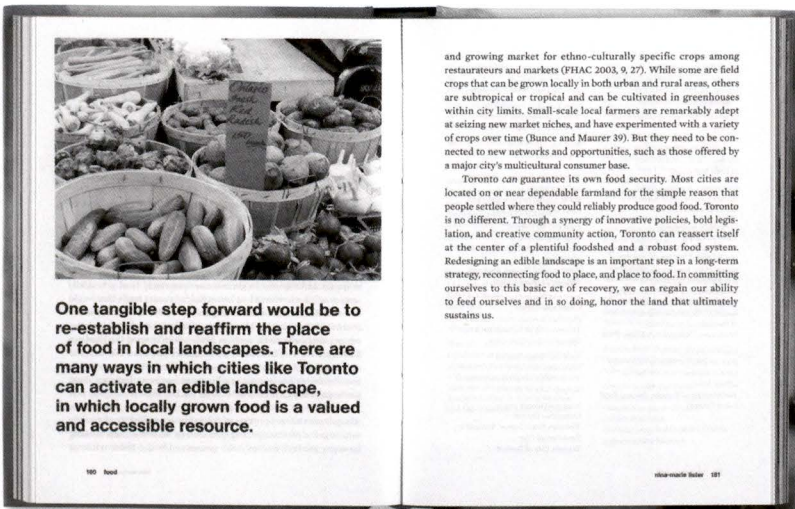 Ontario
Red
One tangible step forward would be to
re-establish and reaffirm the place
of food in local landscapes. There are
many ways in which cities like Toronto
can activate an edible landscape,
in which locally grown food is a valued
and accessible resource.
food
and growing market for ethno-culturally specific crops among
restaurateurs and markets (FHAC 2003, 9, 27). While some are field
crops that can be grown locally in both urban and rural areas, others
are subtropical or tropical and can be cultivated in greenhouses
within city limits. Small-scale local farmers are remarkably adept
at seizing new market niches, and have experimented with a variety
of crops over time (Bunce and Maurer 39). But they need to be con-
nected to new networks and opportunities, such as those offered by
a major city's multicultural consumer base.
Toronto can guarantee its own food security. Most cities are
located on or near dependable farmland for the simple reason that
people settled where they could reliably produce good food. Toronto
is no different. Through a synergy of innovative policies, bold legis-
lation, and creative community action, Toronto can reassert itself
at the center of a plentiful foodshed and a robust food system.
Redesigning an edible landscape is an important step in a long-term
strategy, reconnecting food to place, and place to food. In committing
ourselves to this basic act of recovery, we can regain our ability
to feed ourselves and in so doing, honor the land that ultimately
sustains us.
nina-marie lister 181